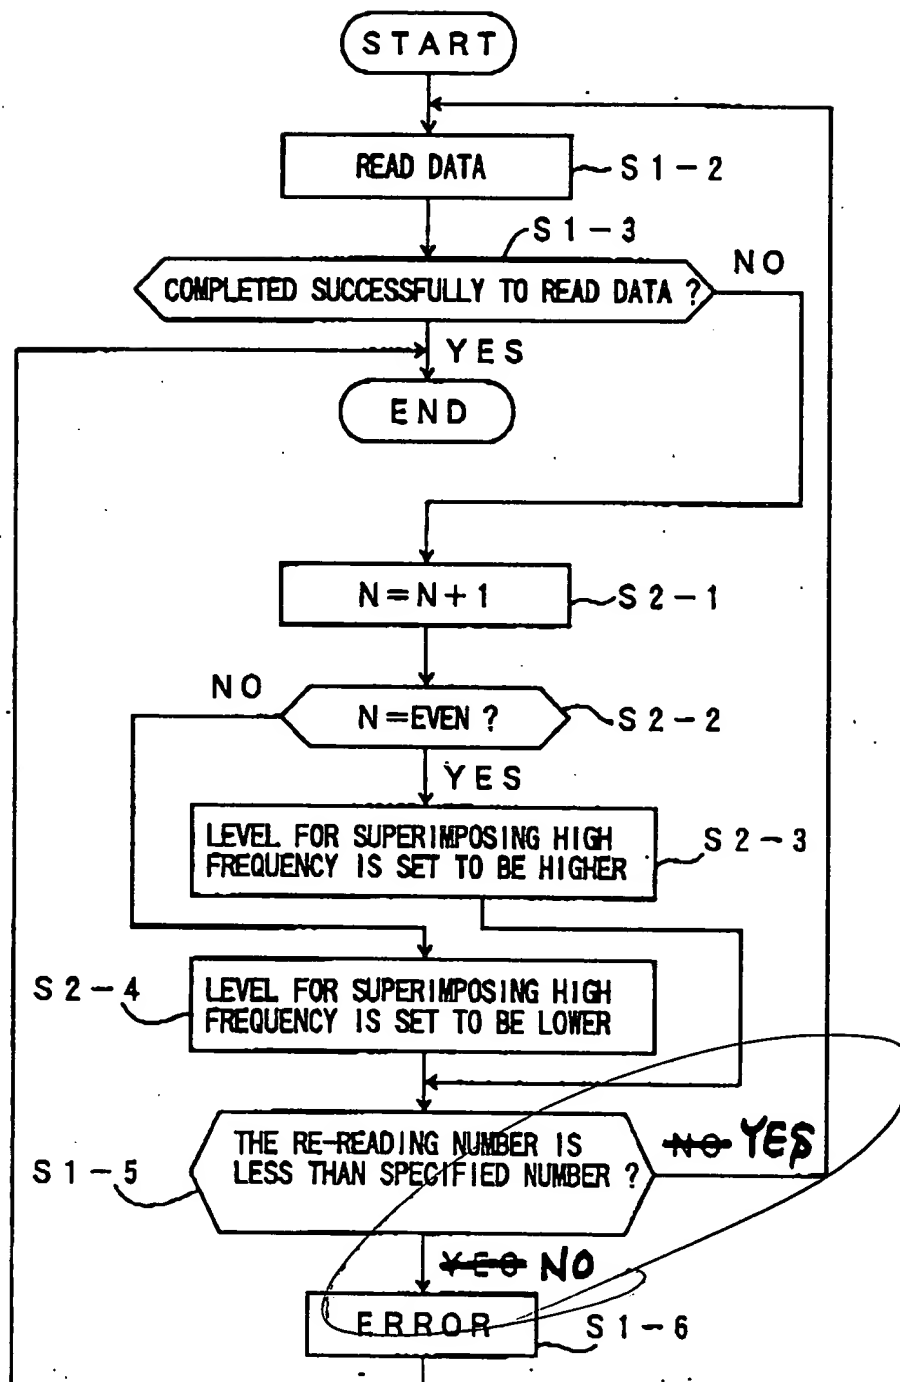 START
READ DATA
S1-2
S1-3
COMPLETED SUCCESSFULLY TO READ DATA ?
NO
YES
END
N=N+1
S2-1
NO
N=EVEN ?
S2-2
YES
LEVEL FOR SUPERIMPOSING HIGH
FREQUENCY IS SET TO BE HIGHER
S2-3
S2-4
LEVEL FOR SUPERIMPOSING HIGH
FREQUENCY IS SET TO BE LOWER
S1-5
THE RE-READING NUMBER IS
LESS THAN SPECIFIED NUMBER ?
NO YES
YES NO
ERROR
S1-6